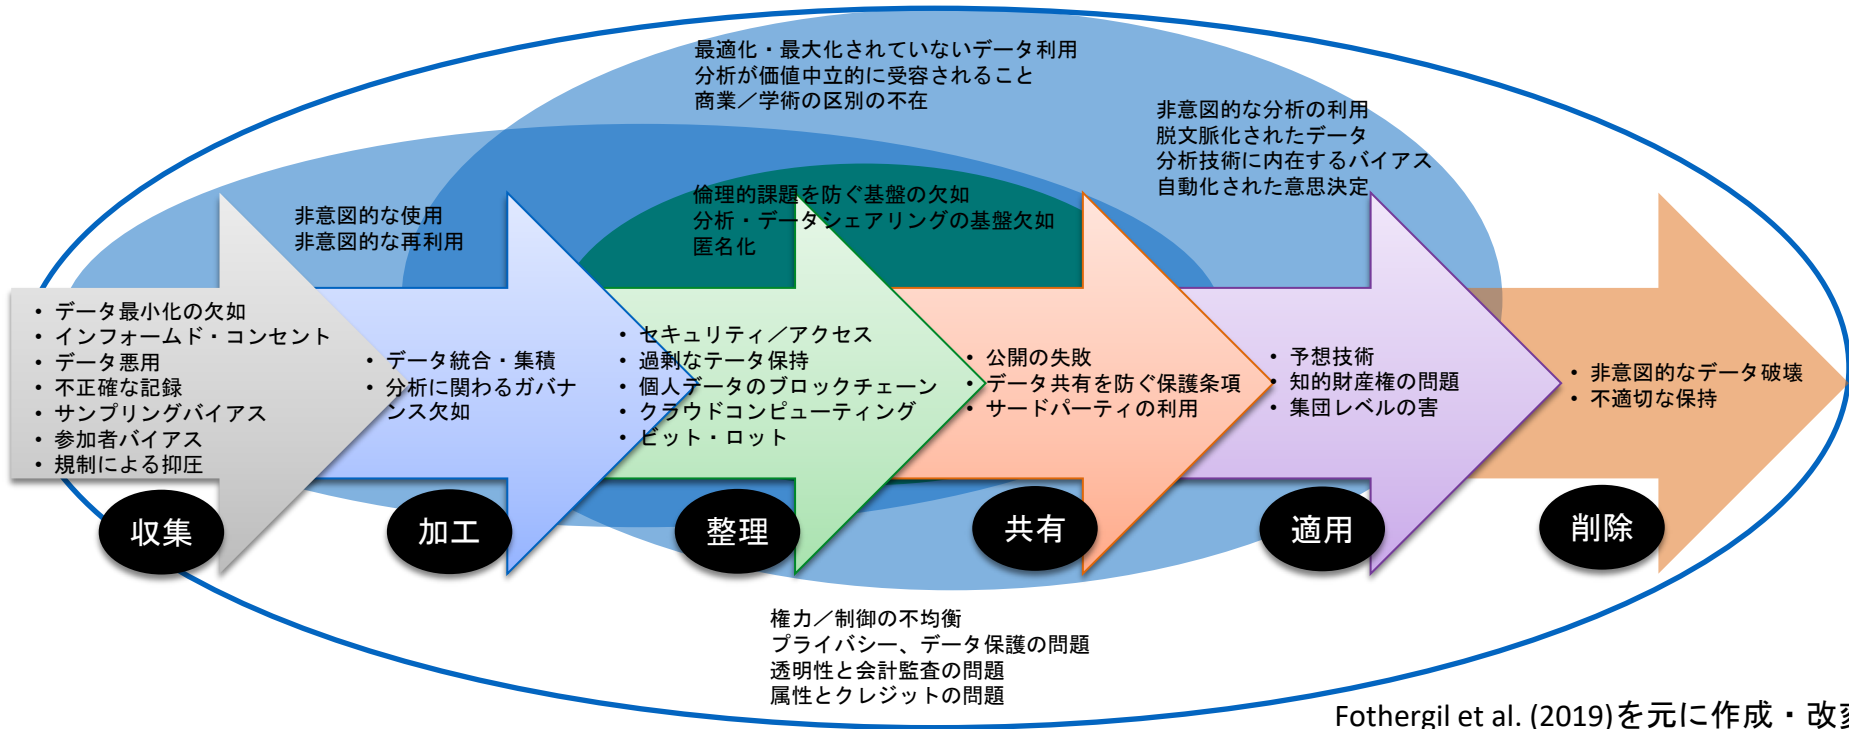 最適化・最大化されていないデータ利用
分析が価値中立的に受容されること
商業／学術の区別の不在
非意図的な分析の利用
脱文脈化されたデータ
分析技術に内在するバイアス
自動化された意思決定
非意図的な使用
非意図的な再利用
倫理的課題を防ぐ基盤の欠如
分析・データシェアリングの基盤欠如
匿名化
• データ最小化の欠如
• インフォームド・コンセント
• データ悪用
• 不正確な記録
• サンプリングバイアス
• 参加者バイアス
• 規制による抑圧
• データ統合・集積
• 分析に関わるガバナ
ンス欠如
• セキュリティ／アクセス
• 過剰なデータ保持
• 個人データのブロックチェーン
• クラウドコンピューティング
• ビット・ロット
• 公開の失敗
• データ共有を防ぐ保護条項
• サードパーティの利用
• 予想技術
• 知的財産権の問題
• 集団レベルの害
• 非意図的なデータ破壊
• 不適切な保持
収集
加工
整理
共有
適用
削除
権力／制御の不均衡
プライバシー、データ保護の問題
透明性と会計監査の問題
属性とクレジットの問題
Fothergil et al. (2019)を元に作成・改変